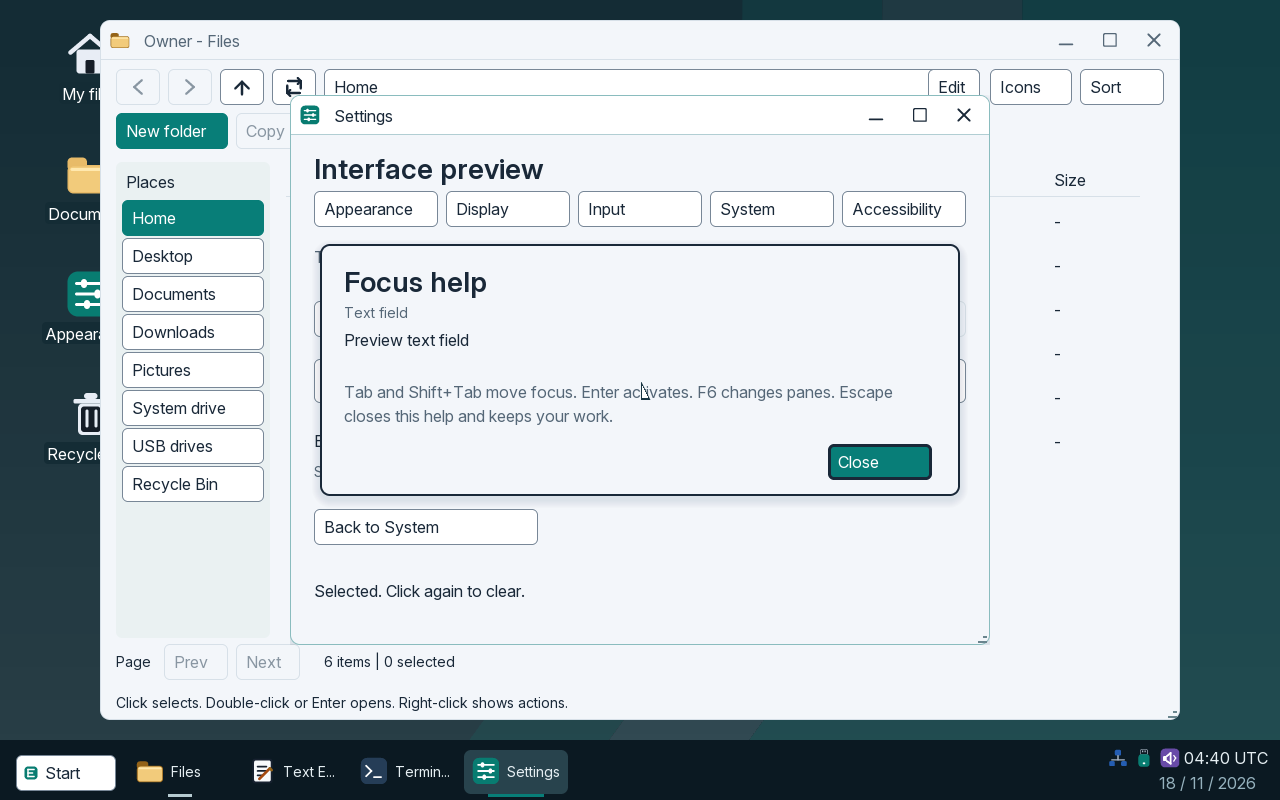 Owner - Files
My fil
Home
Edit
Icons
Sort
New folder
Copy
Settings
Interface preview
Appearance
Display
Input
System
Accessibility
Places
Home
Desktop
Documents
Downloads
Pictures
System drive
USB drives
Recycle Bin
Size
-
-
-
-
-
-
Docum
Appeara
Recycle
Focus help
Text field
Preview text field
Tab and Shift+Tab move focus. Enter activates. F6 changes panes. Escape
closes this help and keeps your work.
Close
Back to System
Selected. Click again to clear.
Page
Prev
Next
6 items | 0 selected
Click selects. Double-click or Enter opens. Right-click shows actions.
Start
Files
Text E...
Termin...
Settings
04:40 UTC
18 / 11 / 2026